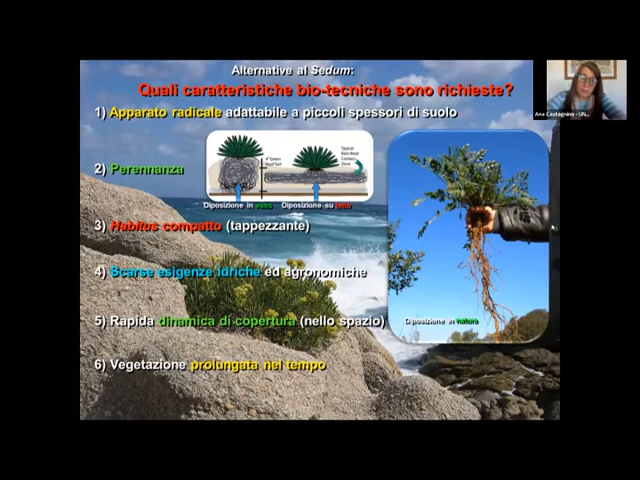 Alternative al Sedum:
Quali caratteristiche bio-tecniche sono richieste?
1) Apparato radicale adattabile a piccoli spessori di suolo
2) Perennanza
Disposizione in vaso
Disposizione su tetto
3) Habitus compatto (tappezzante)
4) Scarse esigenze idriche ed agronomiche
5) Rapida dinamica di copertura (nello spazio)
Disposizione in natura
6) Vegetazione prolungata nel tempo
Ana Castagnino - UN...